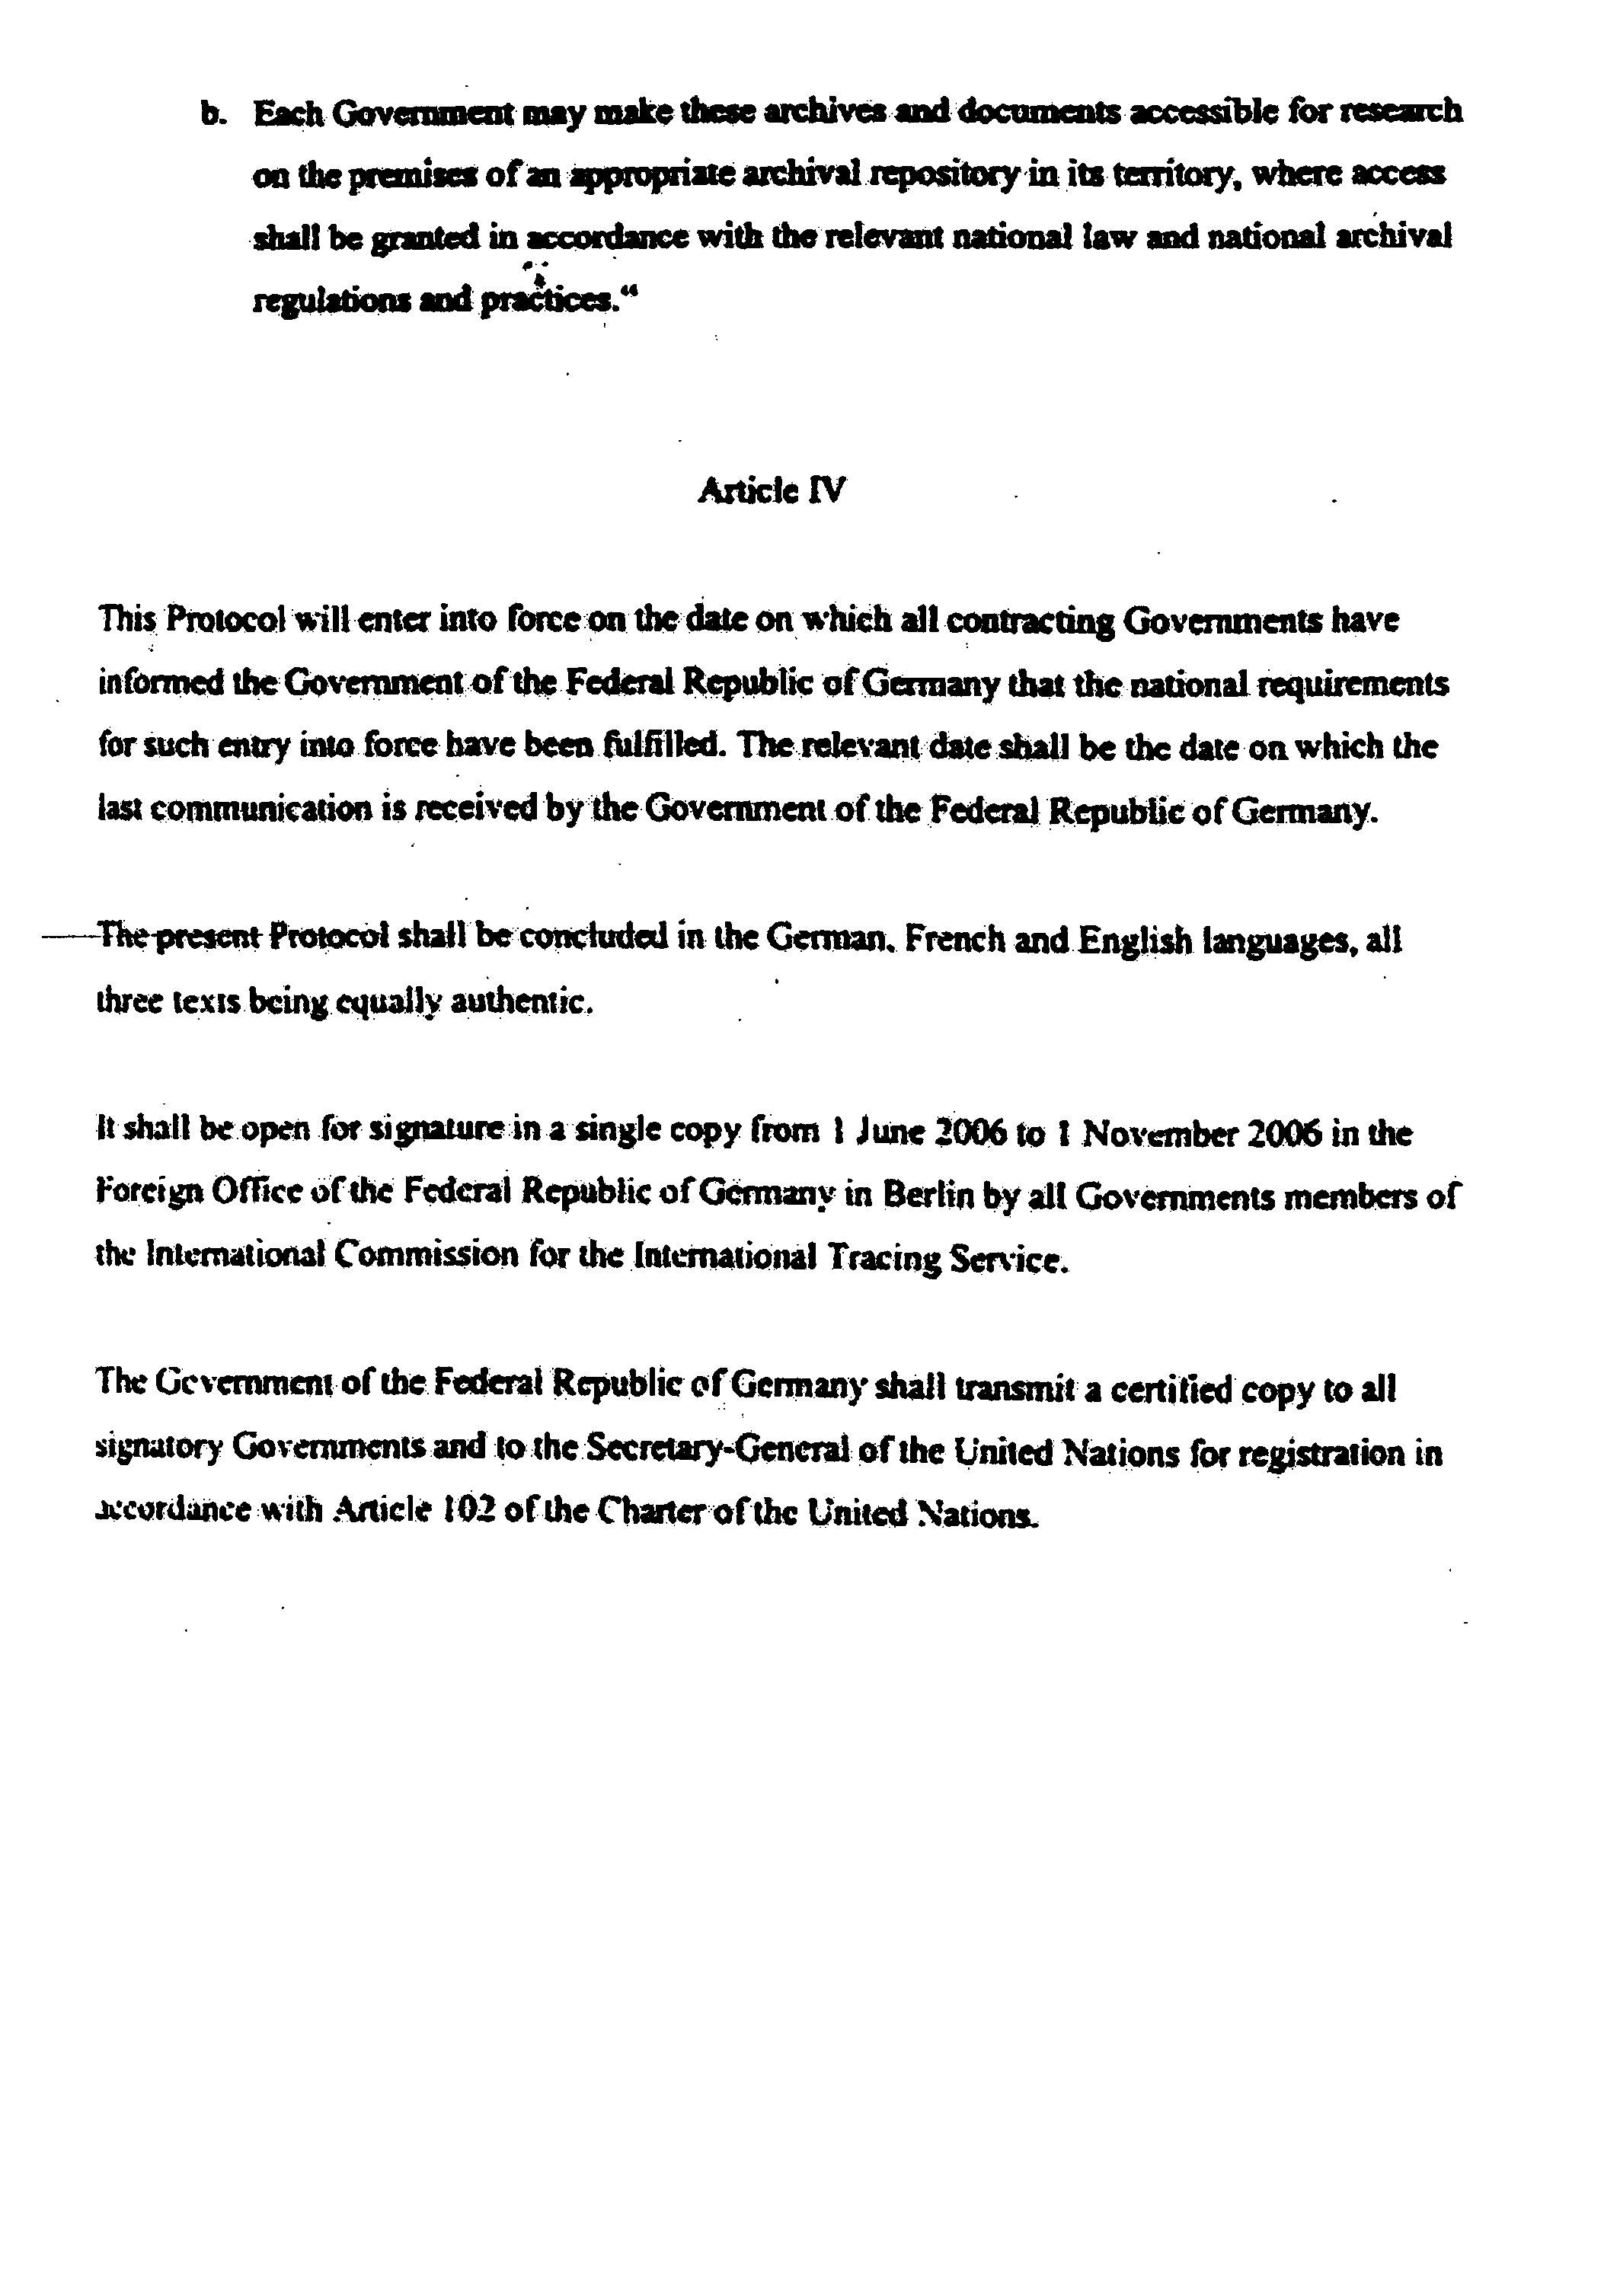 b. Each Government may make these archives and documents accessible for research
on the premises of an appropriate archival repository in its territory, where access
shall be granted in accordance with the relevant national law and national archival
regulations and practices.“
Article IV
This Protocol will enter into force on the date on which all contracting Governments have
informed the Government of the Federal Republic of Germany that the national requirements
for such entry into force have been fulfilled. The relevant date shall be the date on which the
last communication is received by the Government of the Federal Republic of Germany.
The present Protocol shall be concluded in the German, French and English languages, all
three texts being equally authentic.
It shall be open for signature in a single copy from 1 June 2006 to 1 November 2006 in the
Foreign Office of the Federal Republic of Germany in Berlin by all Governments members of
the International Commission for the International Tracing Service.
The Government of the Federal Republic of Germany shall transmit a certified copy to all
signatory Governments and to the Secretary-General of the United Nations for registration in
accordance with Article 102 of the Charter of the United Nations.